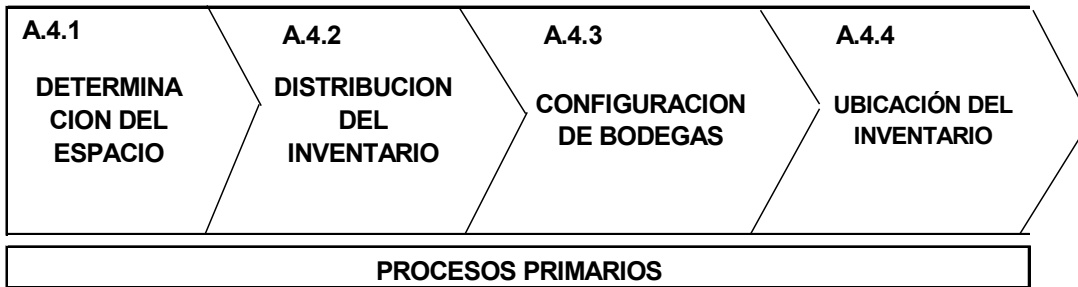 A.4.1
DETERMINA
CION DEL
ESPACIO
A.4.2
DISTRIBUCION
DEL
INVENTARIO
A.4.3
CONFIGURACION
DE BODEGAS
A.4.4
UBICACIÓN DEL
INVENTARIO
PROCESOS PRIMARIOS